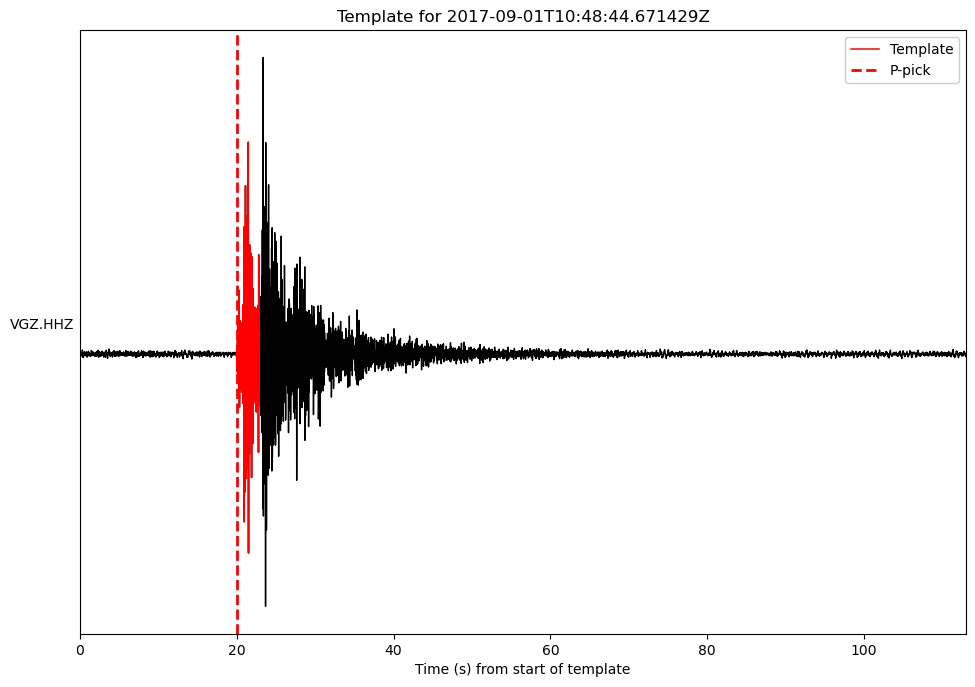 Template for 2017-09-01T10:48:44.671429Z
Template
P-pick
VGZ.HHZ
0 20 40 60 80 100
Time (s) from start of template